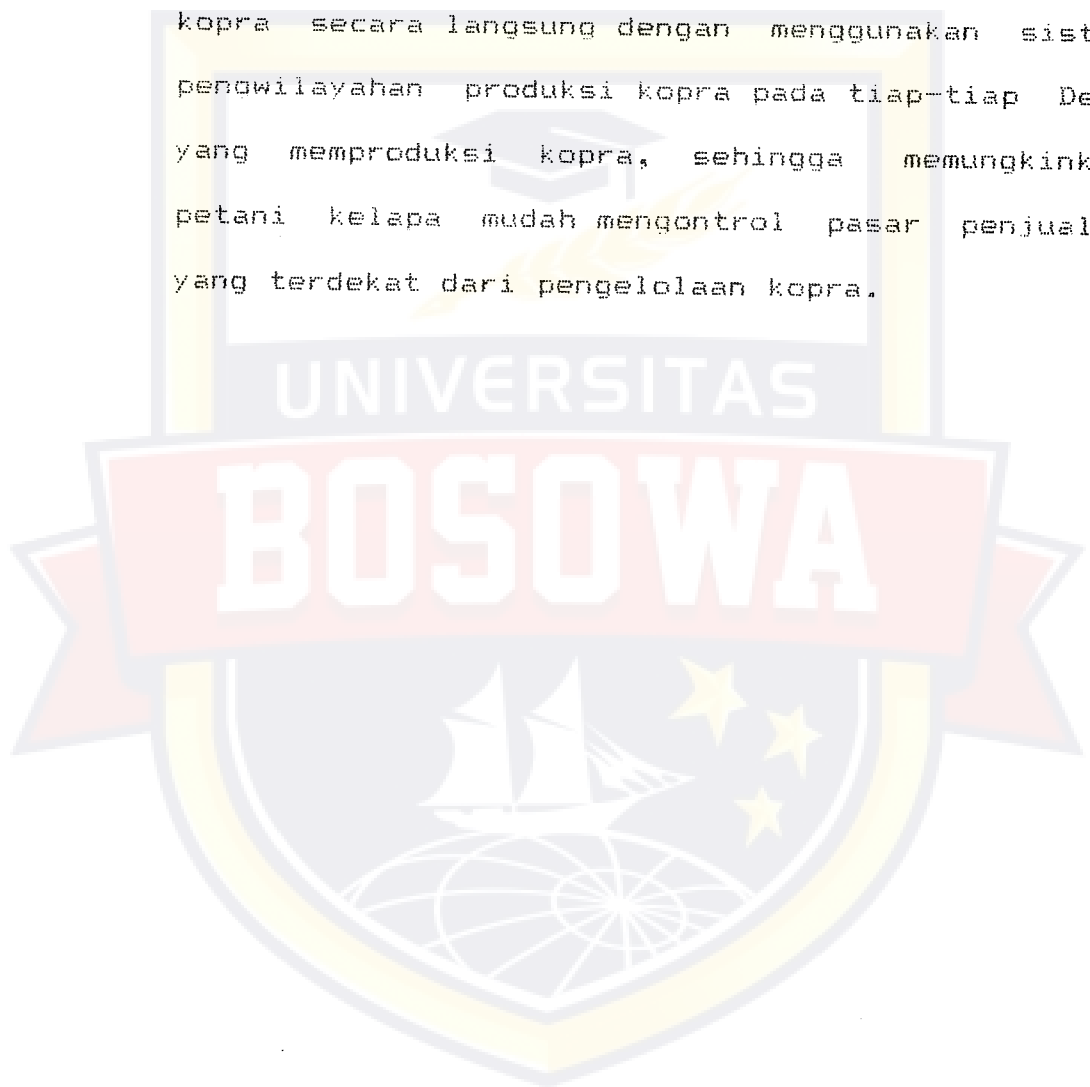 kopra secara langsung dengan menggunakan sist
pengwilayahan produksi kopra pada tiap-tiap De
yang memproduksi kopra, sehingga memungkink
petani kelapa mudah mengontrol pasar penjual
yang terdekat dari pengelolaan kopra.
UNIVERSITAS
BOSOWA